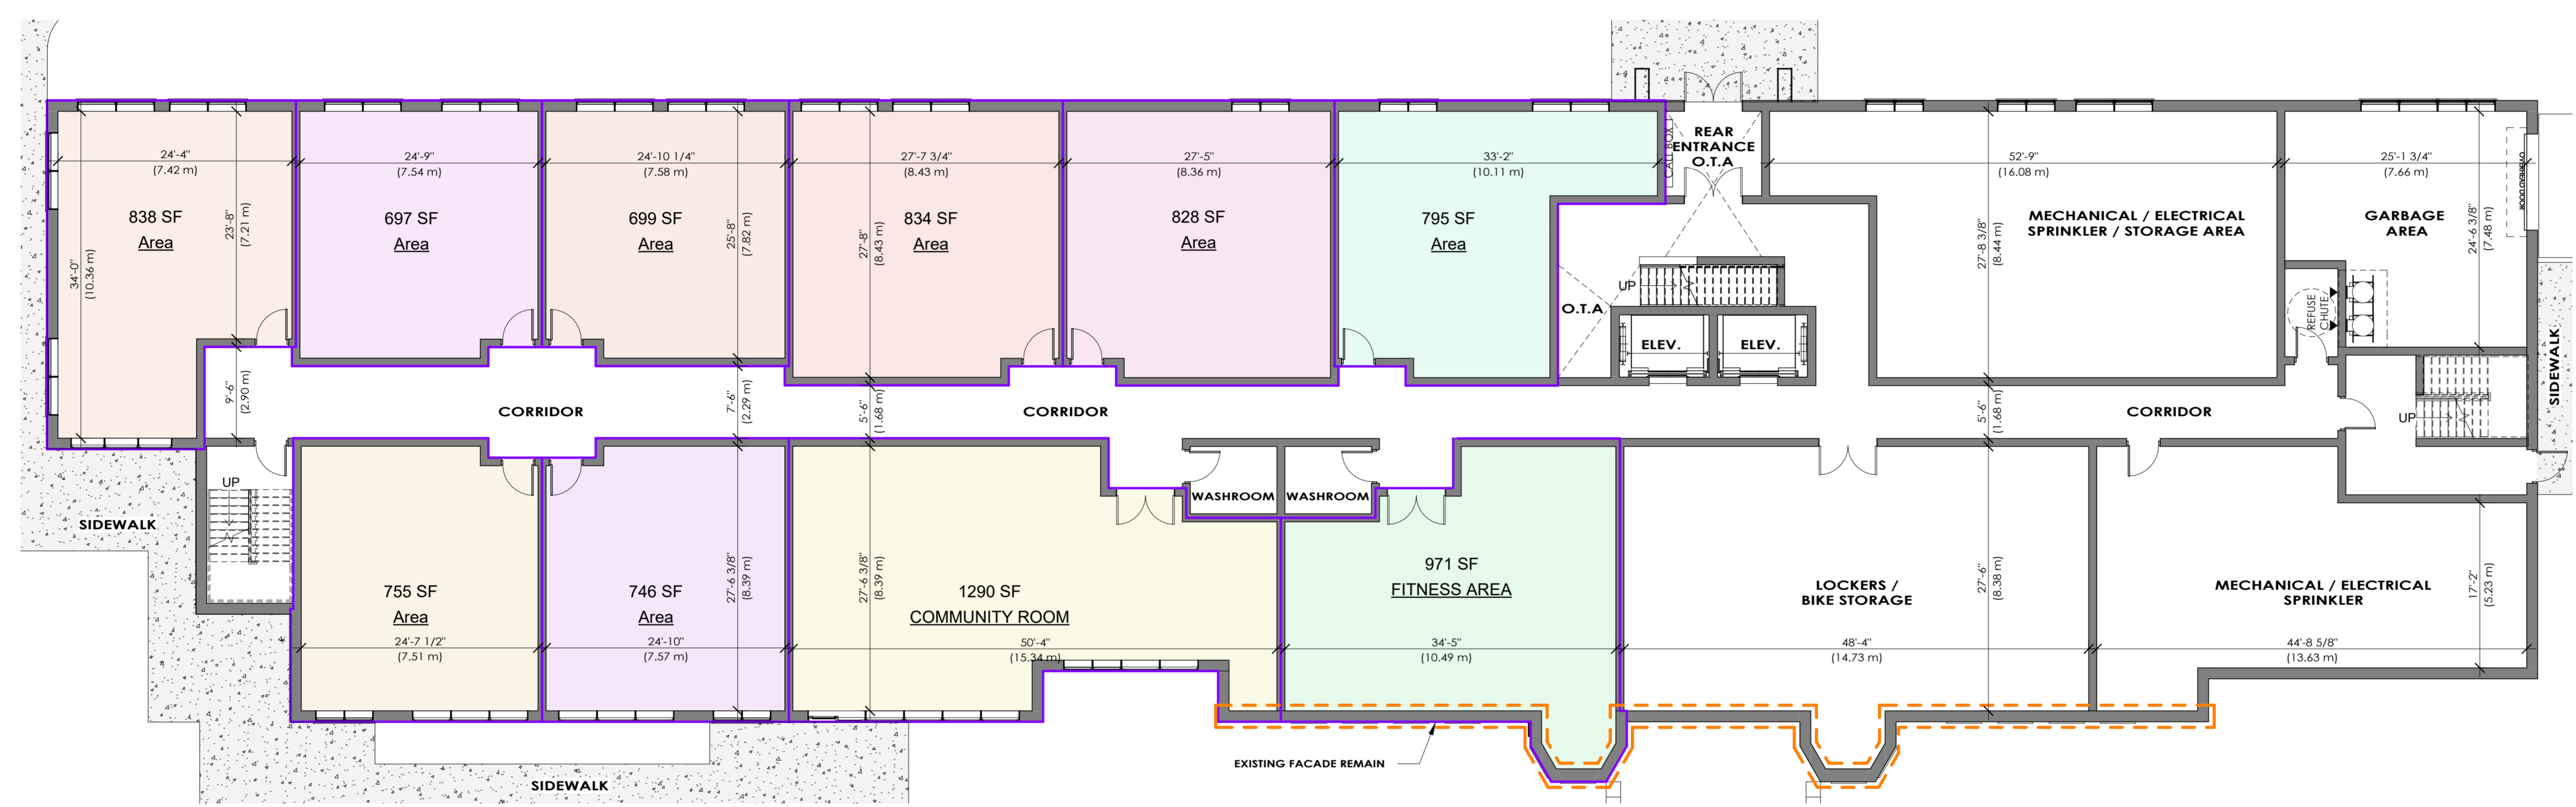 REAR
ENTRANCE
O.T.A
CALL BOX
24'-4"
(7.42 m)
24'-9"
(7.54 m)
24'-10 1/4"
(7.58 m)
27'-7 3/4"
(8.43 m)
27'-5"
(8.36 m)
33'-2"
(10.11 m)
52'-9"
(16.08 m)
25'-1 3/4"
(7.66 m)
OVERHEAD DOOR
838 SF
Area
697 SF
Area
699 SF
Area
834 SF
Area
828 SF
Area
795 SF
Area
MECHANICAL / ELECTRICAL
SPRINKLER / STORAGE AREA
GARBAGE
AREA
34'-0"
(10.36 m)
23'-8"
(7.21 m)
25'-8"
(7.82 m)
27'-8"
(8.43 m)
27'-8 3/8"
(8.44 m)
24'-6 3/8"
(7.48 m)
UP
O.T.A
ELEV.
ELEV.
REFUSE
CHUTE
SIDEWALK
9'-6"
(2.90 m)
CORRIDOR
7'-6"
(2.29 m)
5'-6"
(1.68 m)
CORRIDOR
5'-6"
(1.68 m)
CORRIDOR
UP
UP
WASHROOM
WASHROOM
SIDEWALK
755 SF
Area
24'-7 1/2"
(7.51 m)
746 SF
Area
24'-10"
(7.57 m)
27'-6 3/8"
(8.39 m)
27'-6 3/8"
(8.39 m)
1290 SF
COMMUNITY ROOM
50'-4"
(15.34 m)
971 SF
FITNESS AREA
34'-5"
(10.49 m)
LOCKERS /
BIKE STORAGE
48'-4"
(14.73 m)
27'-6"
(8.38 m)
MECHANICAL / ELECTRICAL
SPRINKLER
44'-8 5/8"
(13.63 m)
17'-2"
(5.23 m)
EXISTING FACADE REMAIN
SIDEWALK